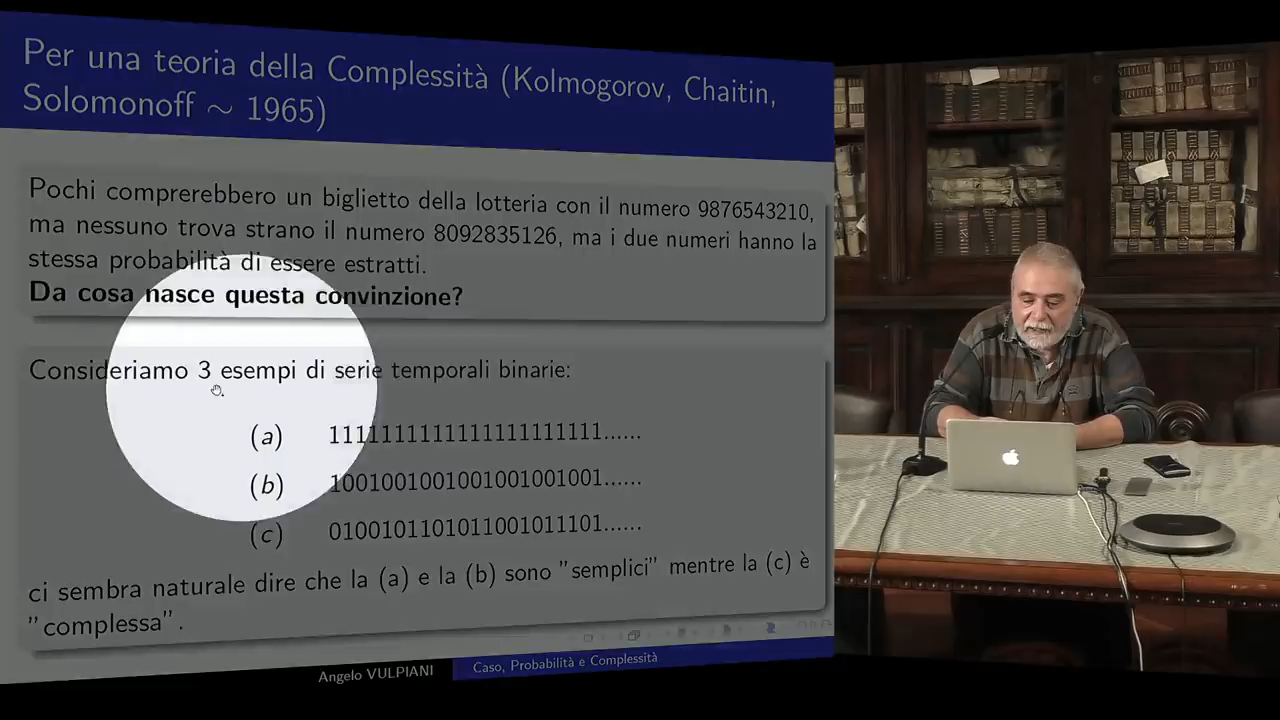 Per una teoria della Complessità (Kolmogorov, Chaitin,
Solomonoff ∼ 1965)
Pochi comprerebbero un biglietto della lotteria con il numero 9876543210,
ma nessuno trova strano il numero 8092835126, ma i due numeri hanno la
stessa probabilità di essere estratti.
Da cosa nasce questa convinzione?
Consideriamo 3 esempi di serie temporali binarie:
(a) 111111111111111111111......
(b) 1001001001001001001001......
(c) 0100101101011001011101......
ci sembra naturale dire che la (a) e la (b) sono "semplici" mentre la (c) è
"complessa".
Angelo VULPIANI
Caso, Probabilità e Complessità